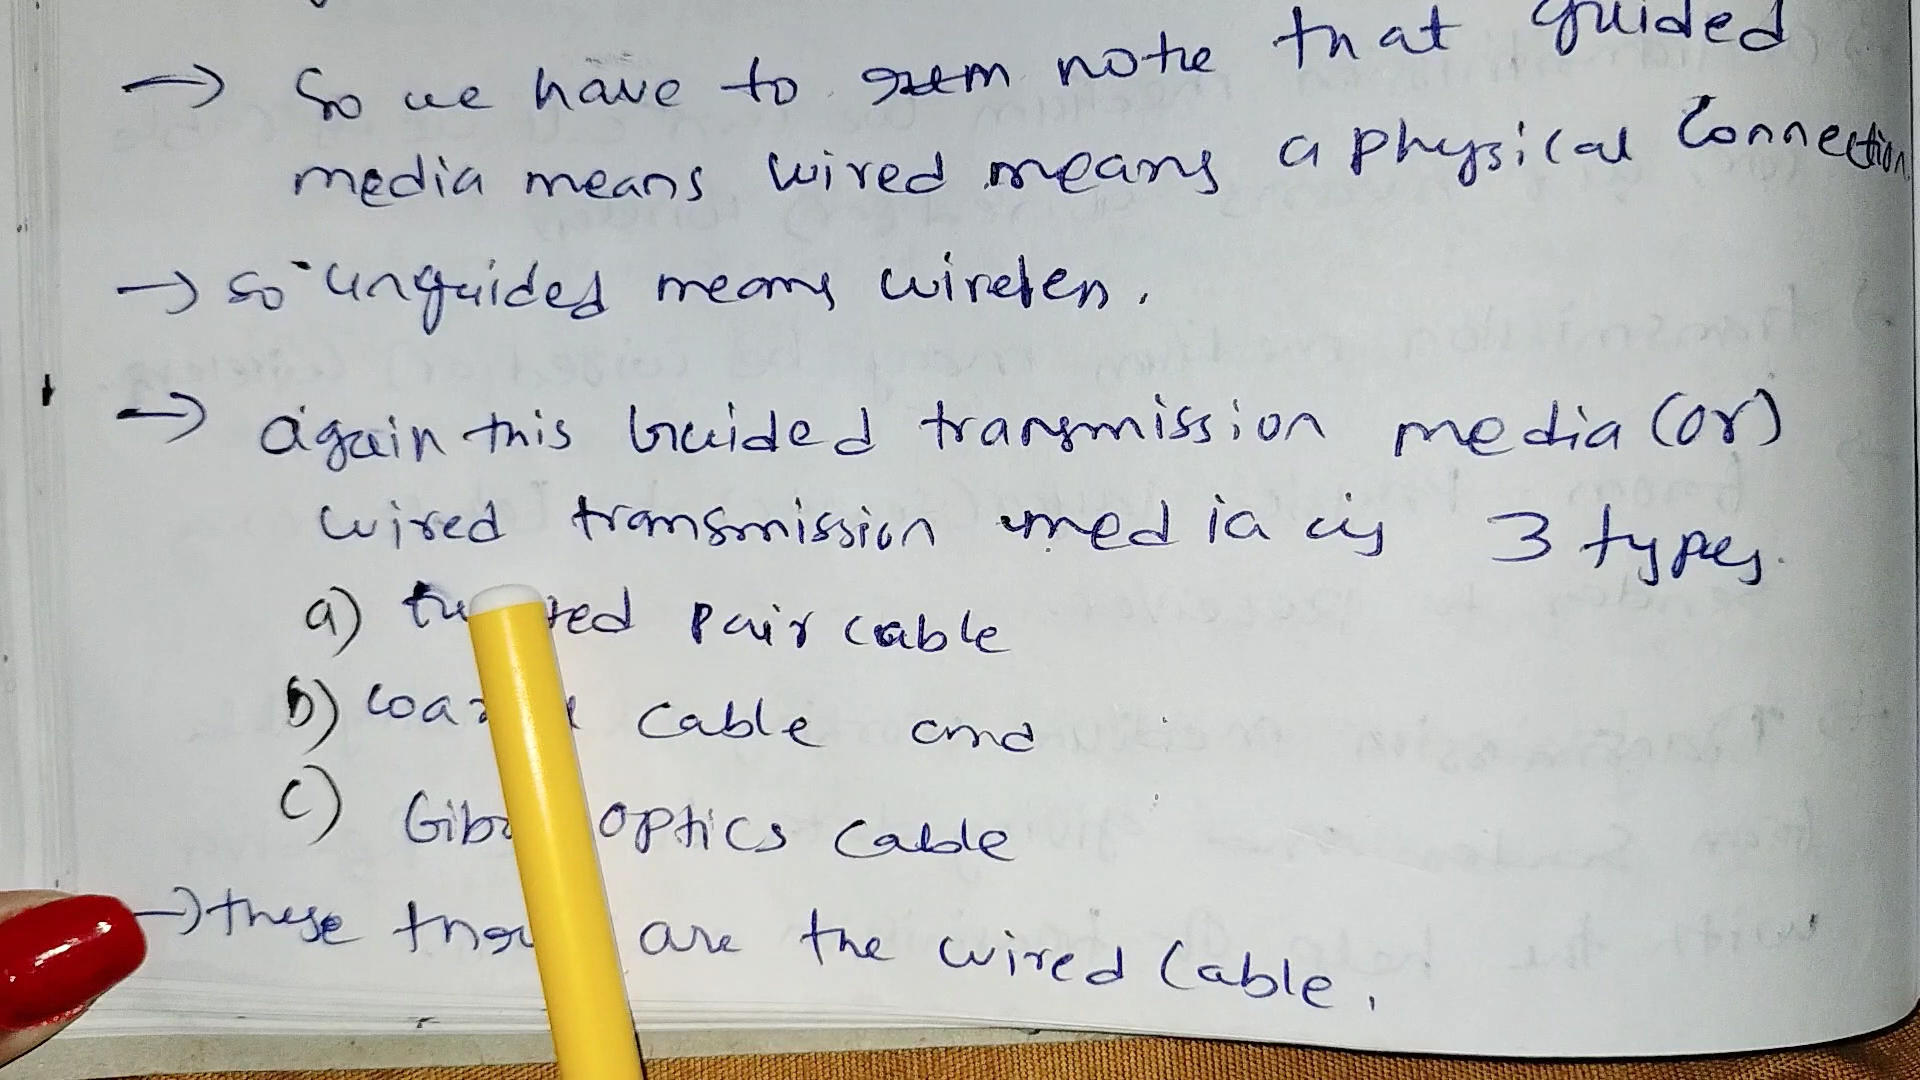 → So we have to rem note that guided
media means wired means a physical Connection
→ so unguided means wireless.
→ again this Guided transmission media (or)
wired transmission media is 3 types.
a) pair cable
b) cable and
c) optics Cable
→ these are the wired Cable.